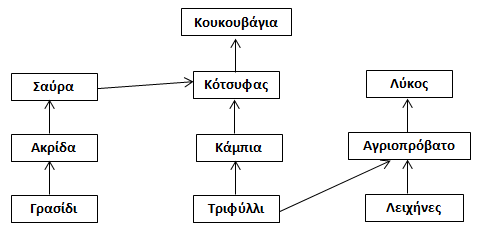 Κουκουβάγια
Σαύρα
Κότσυφας
Λύκος
Ακρίδα
Κάμπια
Αγριοπρόβατο
Γρασίδι
Τριφύλλι
Λειχήνες